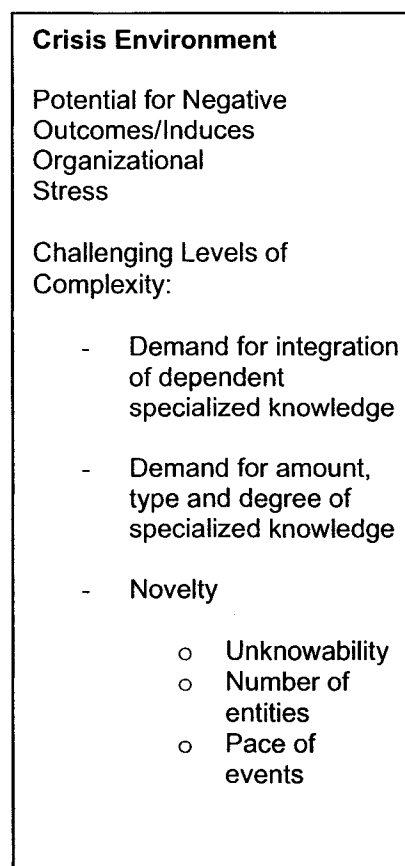 Crisis Environment
Potential for Negative
Outcomes/Induces
Organizational
Stress
Challenging Levels of
Complexity:
- Demand for integration
of dependent
specialized knowledge
- Demand for amount,
type and degree of
specialized knowledge
- Novelty
o Unknowability
o Number of
entities
o Pace of
events